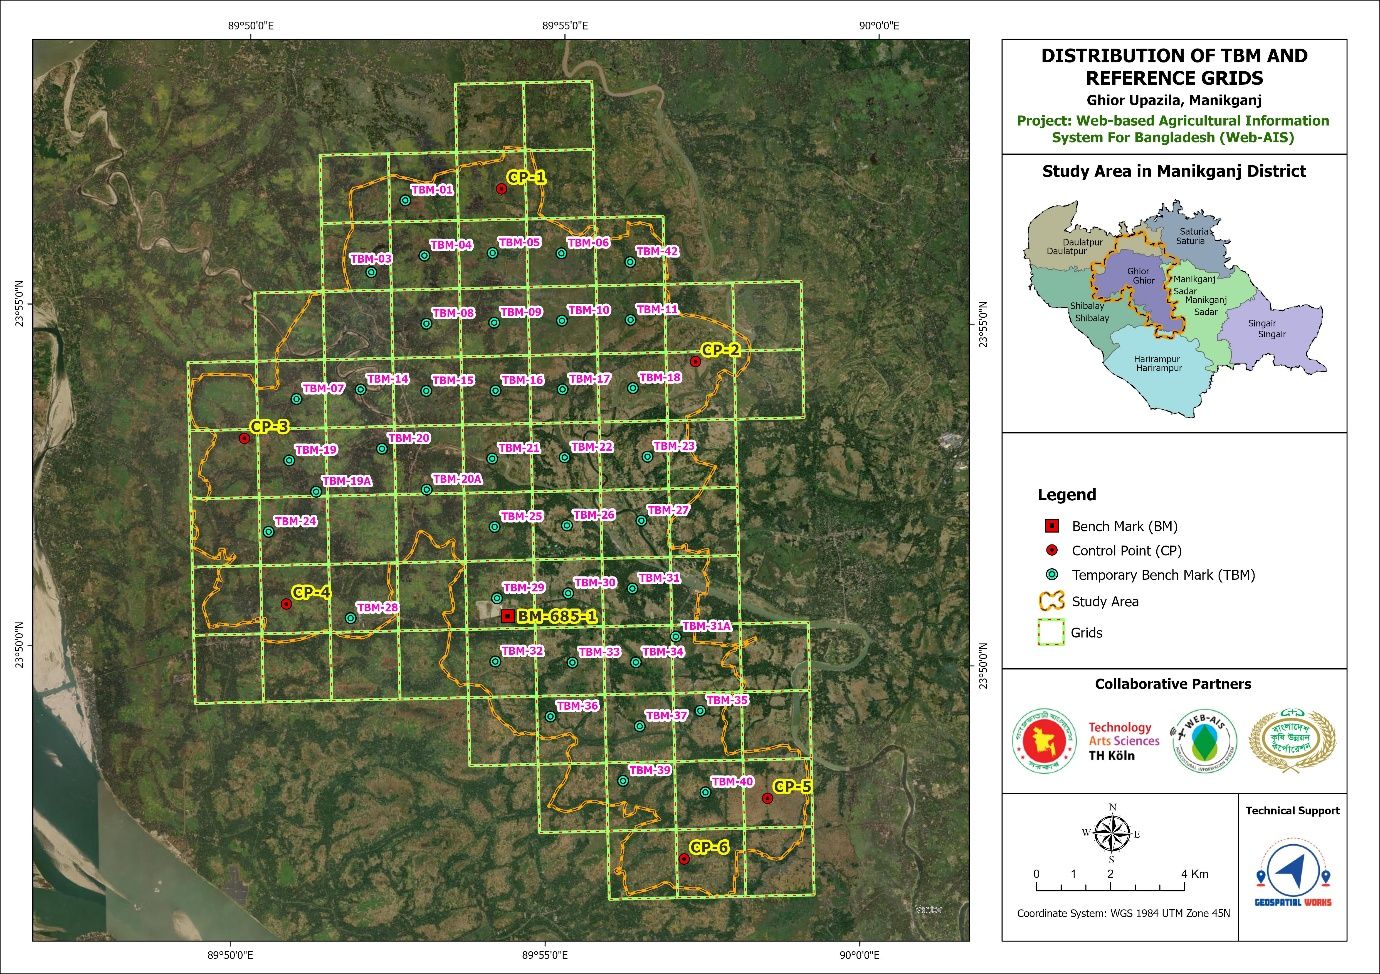 89°50'0"E
89°55'0"E
90°0'0"E
23°55'0"N
23°50'0"N
23°55'0"N
23°50'0"N
89°50'0"E
89°55'0"E
90°0'0"E
CP-1
TBM-01
TBM-04
TBM-05
TBM-06
TBM-42
TBM-03
TBM-08
TBM-09
TBM-10
TBM-11
CP-2
TBM-07
TBM-14
TBM-15
TBM-16
TBM-17
TBM-18
CP-3
TBM-19
TBM-20
TBM-21
TBM-22
TBM-23
TBM-19A
TBM-20A
TBM-24
TBM-25
TBM-26
TBM-27
CP-4
TBM-28
TBM-29
TBM-30
TBM-31
BM-685-1
TBM-31A
TBM-32
TBM-33
TBM-34
TBM-36
TBM-37
TBM-35
TBM-39
TBM-40
CP-5
CP-6
DISTRIBUTION OF TBM AND
REFERENCE GRIDS
Ghior Upazila, Manikganj
Project: Web-based Agricultural Information
System For Bangladesh (Web-AIS)
Study Area in Manikganj District
Daulatpur
Daulatpur
Saturia
Saturia
Ghior
Ghior
Manikganj
Sadar
Manikganj
Sadar
Shibalay
Shibalay
Singair
Singair
Harirampur
Harirampur
Legend
Bench Mark (BM)
Control Point (CP)
Temporary Bench Mark (TBM)
Study Area
Grids
Collaborative Partners
Technology
Arts Sciences
TH Köln
WEB-AIS
বাংলাদেশ
কৃষি উন্নয়ন
কর্পোরেশন
N
W
E
S
0 1 2 4 Km
Coordinate System: WGS 1984 UTM Zone 45N
Technical Support
GEOSPATIAL WORKS